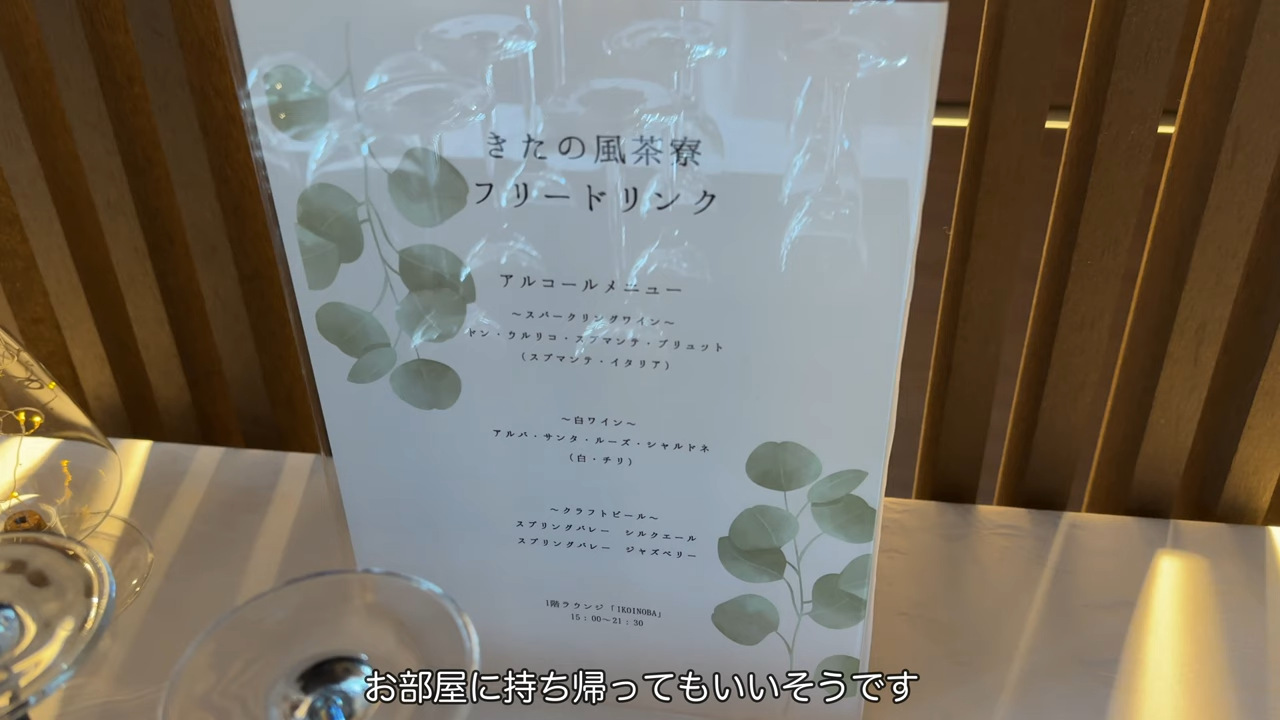 きたの風茶寮
フリードリンク
アルコールメニュー
～スパークリングワイン～
ドン・ウルリコ・スプマンテ・ブリュット
（スプマンテ・イタリア）
～白ワイン～
アルパ・サンタ・ルーズ・シャルドネ
（白・チリ）
～クラフトビール～
スプリングバレー　シルクエール
スプリングバレー　ジャズベリー
1階ラウンジ「IKOINOBA」
15：00～21：30
お部屋に持ち帰ってもいいそうです